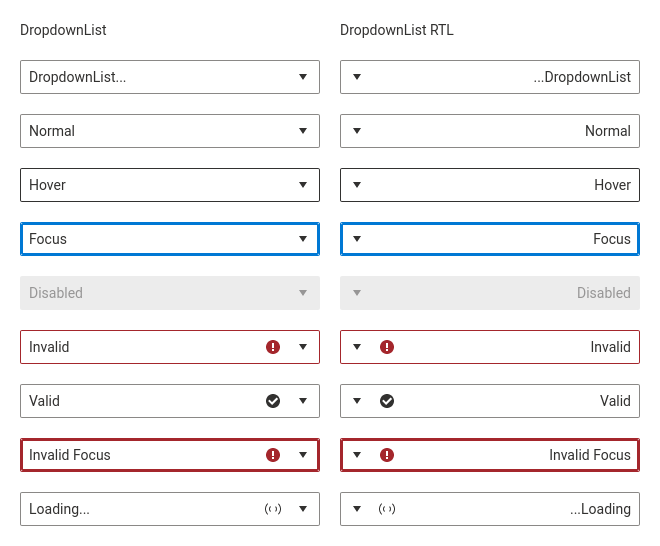 DropdownList
DropdownList RTL
DropdownList...
...DropdownList
Normal
Normal
Hover
Hover
Focus
Focus
Disabled
Disabled
Invalid
Invalid
Valid
Valid
Invalid Focus
Invalid Focus
Loading...
...Loading